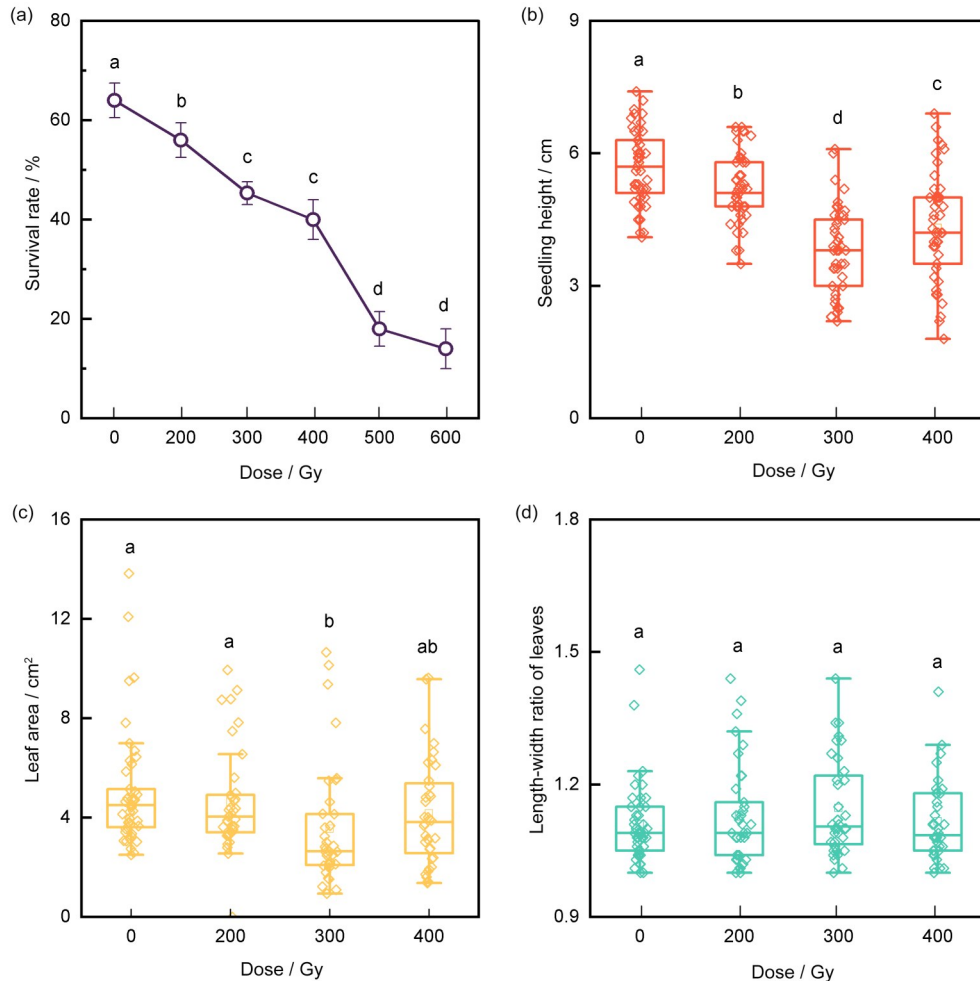 (a)
80
60
40
20
0
Survival rate / %
a
b
c
c
d
d
0 200 300 400 500 600
Dose / Gy
(b)
9
6
3
0
Seedling height / cm
a
b
d
c
0 200 300 400
Dose / Gy
(c)
16
12
8
4
0
Leaf area / cm²
a
a
b
ab
0 200 300 400
Dose / Gy
(d)
1.8
1.5
1.2
0.9
Length-width ratio of leaves
a
a
a
a
0 200 300 400
Dose / Gy